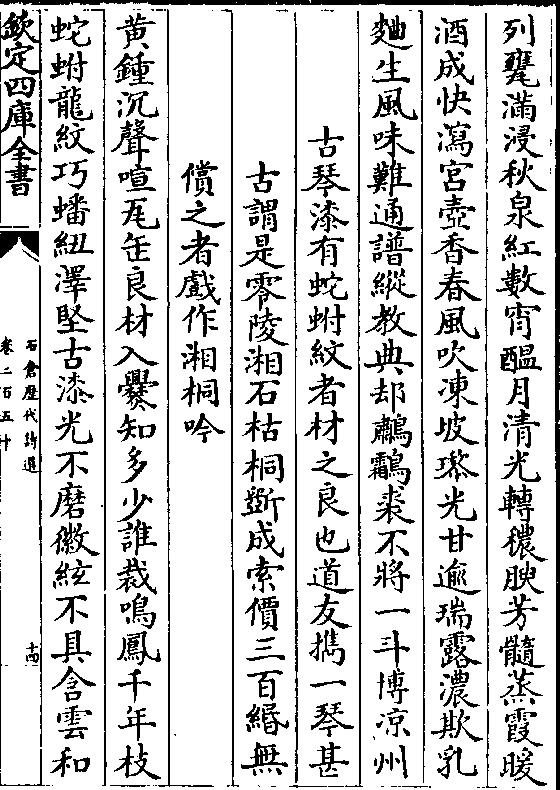 列甕滿浸秋泉紅數宵醖月清光轉穠腴芳髓蒸霞暖
酒成快瀉宮壺香春風吹凍坡瓈光甘逾瑞露濃欺乳
麯生風味難通譜縱教典却鷫鸘裘不將一斗博凉州
古琴漆有蛇蚹紋者材之良也道友攜一琴甚
古謂是零陵湘石枯桐斵成索價三百緡無
償之者戲作湘桐吟
黄鍾沉聲喧瓦缶良材入爨知多少誰裁鳴鳳千年枝
蛇蚹龍紋巧蟠紐澤堅古漆光不磨徽絃不具含雲和
欽定四庫全書
石倉歷代詩選
卷二百五十
十四